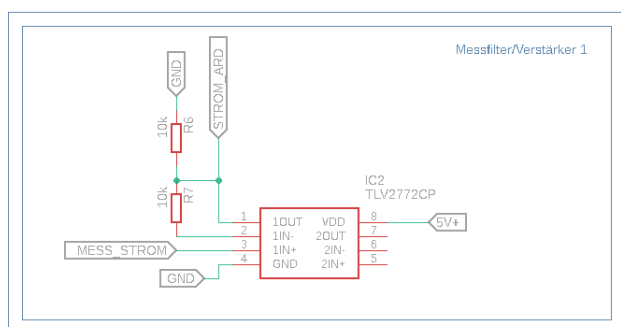 Messfilter/Verstärker 1
GND
STROM_ARD
10k
R6
10k
R7
IC2
TLV2772CP
1
1OUT
VDD
8
5V+
2
1IN-
2OUT
7
MESS_STROM
3
1IN+
2IN-
6
GND
4
GND
2IN+
5